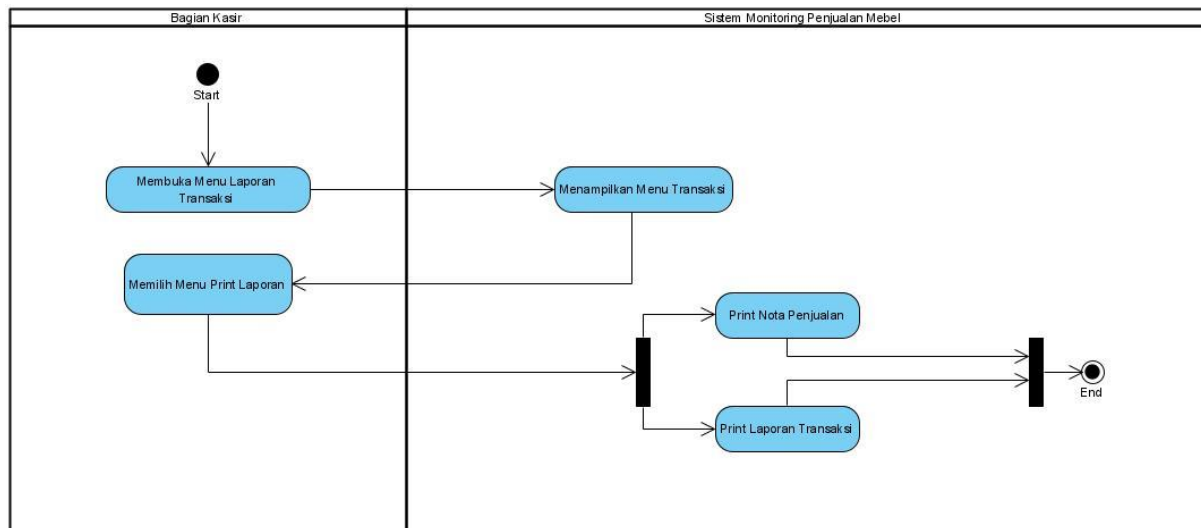 Bagian Kasir
Sistem Monitoring Penjualan Mebel
Start
Membuka Menu Laporan
Transaksi
Menampilkan Menu Transaksi
Memilih Menu Print Laporan
Print Nota Penjualan
Print Laporan Transaksi
End